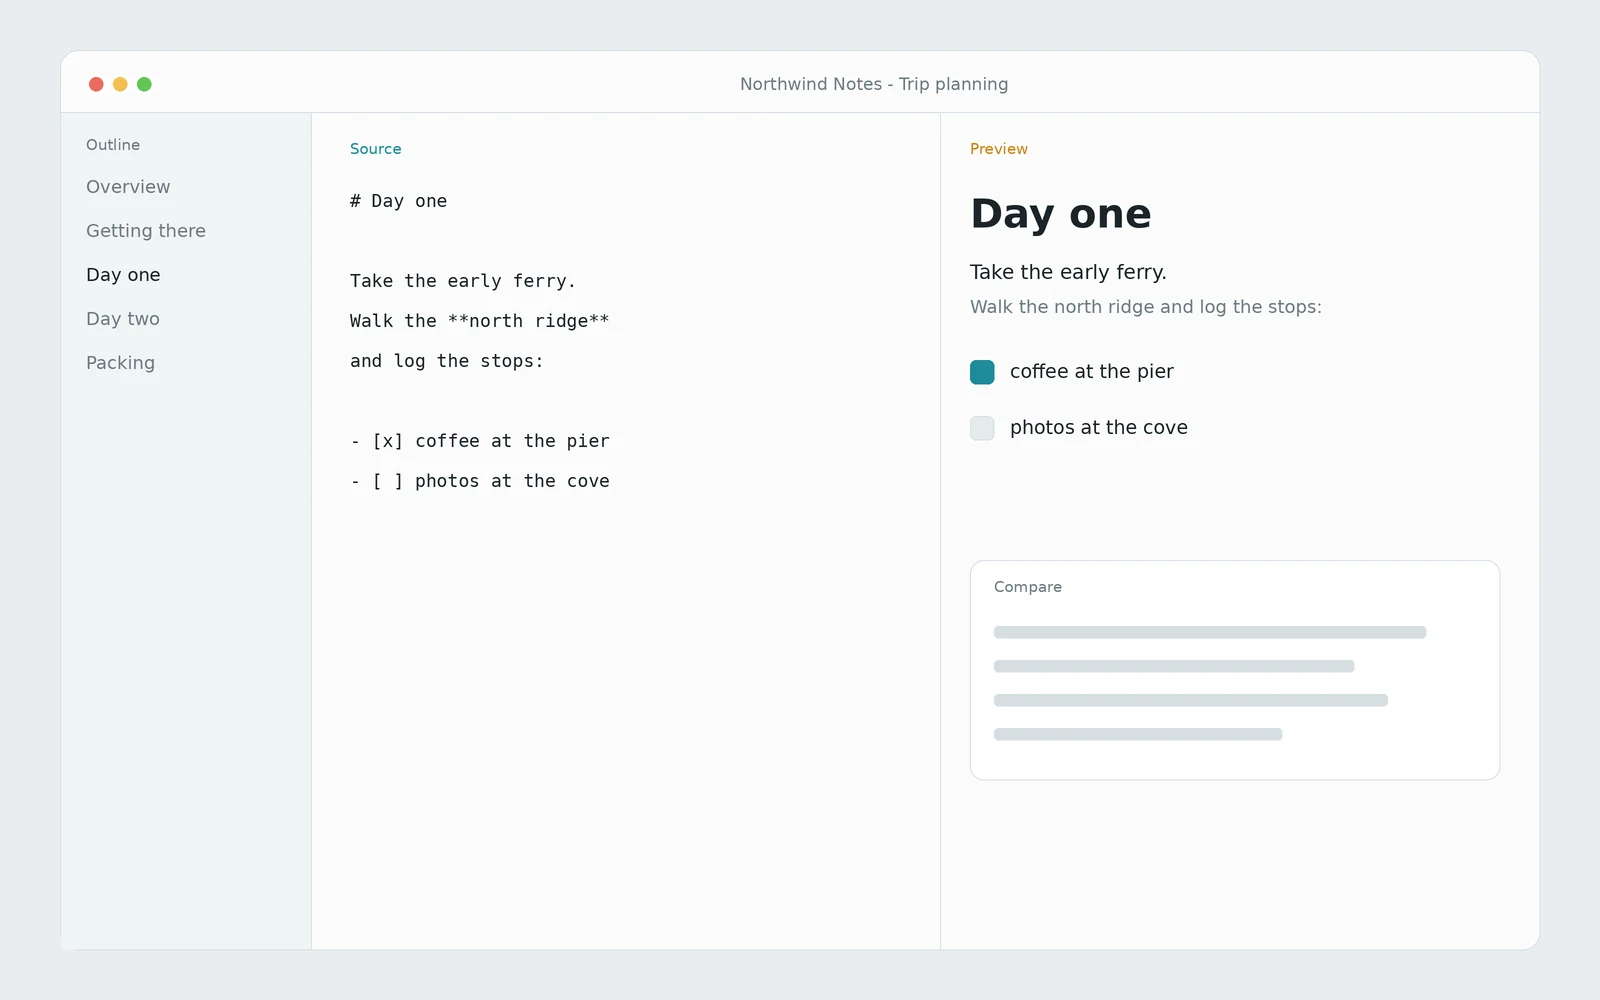 Northwind Notes - Trip planning
Outline
Overview
Getting there
Day one
Day two
Packing
Source
# Day one
Take the early ferry.
Walk the **north ridge**
and log the stops:
- [x] coffee at the pier
- [ ] photos at the cove
Preview
Day one
Take the early ferry.
Walk the north ridge and log the stops:
coffee at the pier
photos at the cove
Compare